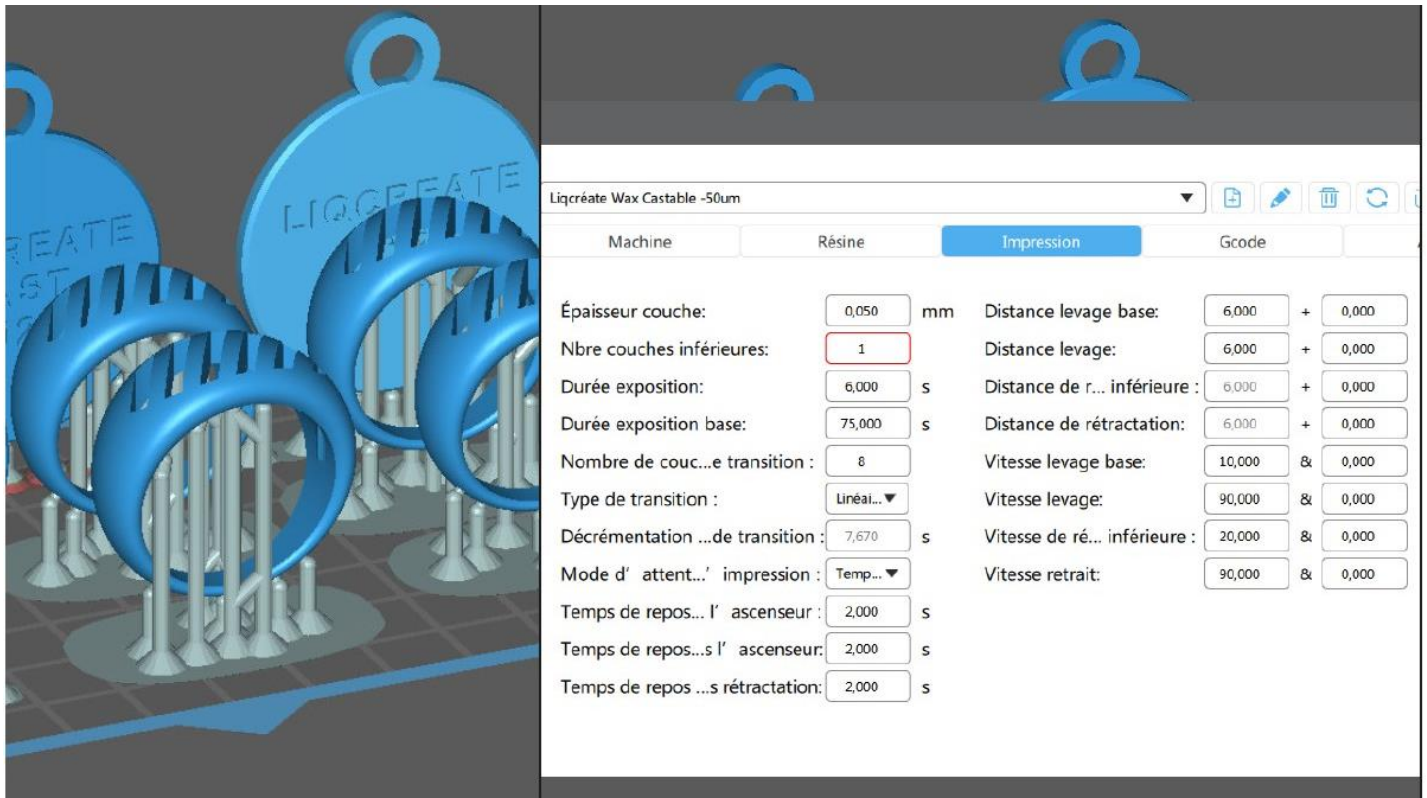 LIQCREATE
REATE
ST
Liqcréate Wax Castable -50um
Machine
Résine
Impression
Gcode
Épaisseur couche: 0,050 mm
Distance levage base: 6,000 + 0,000
Nbre couches inférieures: 1
Distance levage: 6,000 + 0,000
Durée exposition: 6,000 s
Distance de r... inférieure : 6,000 + 0,000
Durée exposition base: 75,000 s
Distance de rétractation: 6,000 + 0,000
Nombre de couc...e transition : 8
Vitesse levage base: 10,000 & 0,000
Type de transition : Linéai...
Vitesse levage: 90,000 & 0,000
Décrémentation ...de transition : 7,670 s
Vitesse de ré... inférieure : 20,000 & 0,000
Mode d' attent...' impression : Temp...
Vitesse retrait: 90,000 & 0,000
Temps de repos... l' ascenseur : 2,000 s
Temps de repos...s l' ascenseur: 2,000 s
Temps de repos ...s rétractation: 2,000 s